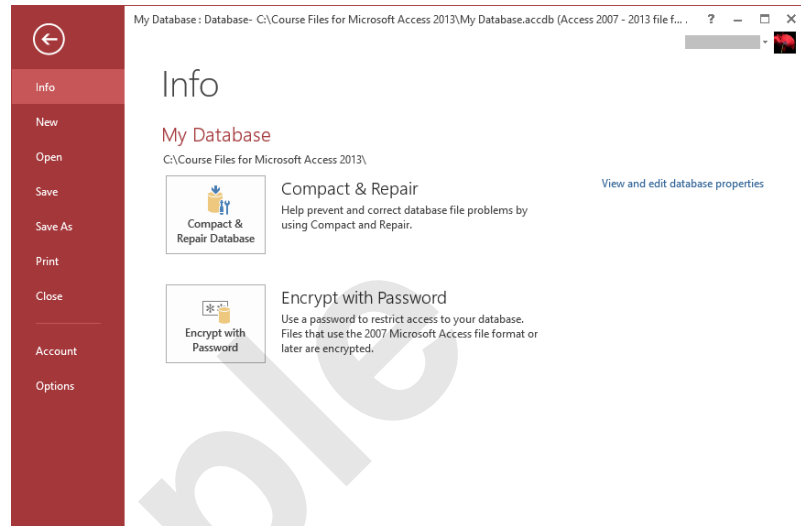 My Database : Database- C:\Course Files for Microsoft Access 2013\My Database.accdb (Access 2007 - 2013 file f... . ?
Info
New
Open
Save
Save As
Print
Close
Account
Options
Info
My Database
C:\Course Files for Microsoft Access 2013\
Compact &
Repair Database
Compact & Repair
Help prevent and correct database file problems by
using Compact and Repair.
View and edit database properties
Encrypt with
Password
Encrypt with Password
Use a password to restrict access to your database.
Files that use the 2007 Microsoft Access file format or
later are encrypted.
ple